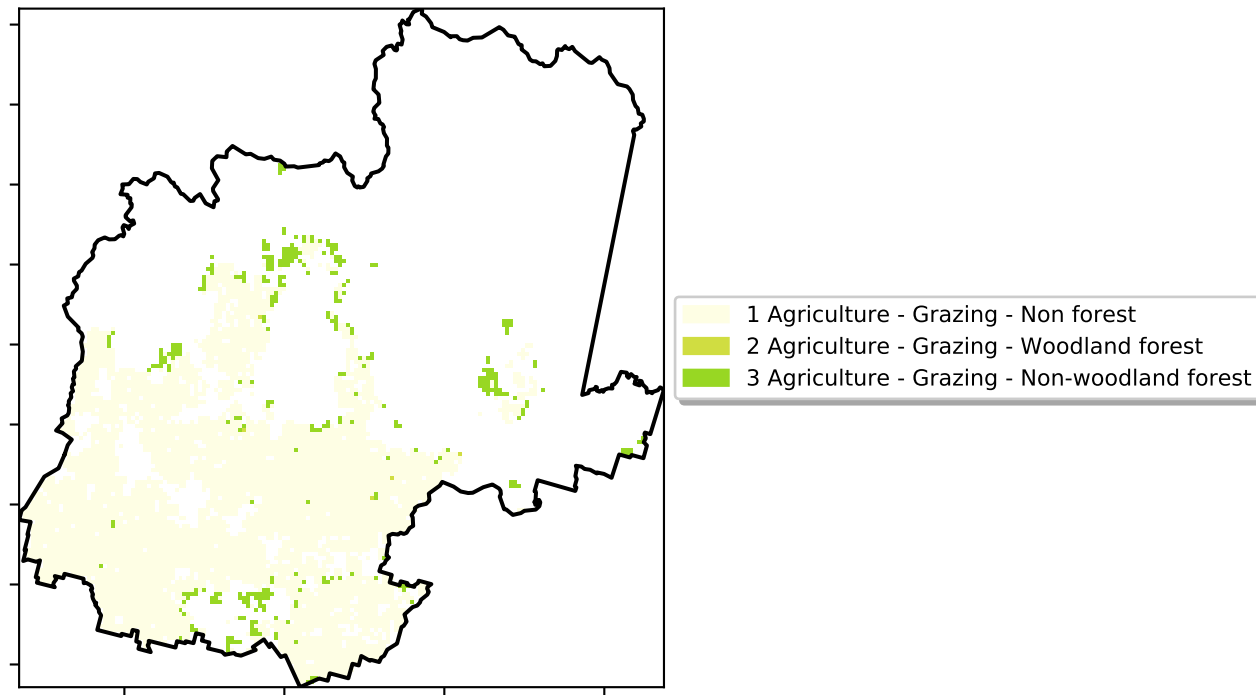 1 Agriculture - Grazing - Non forest
2 Agriculture - Grazing - Woodland forest
3 Agriculture - Grazing - Non-woodland forest